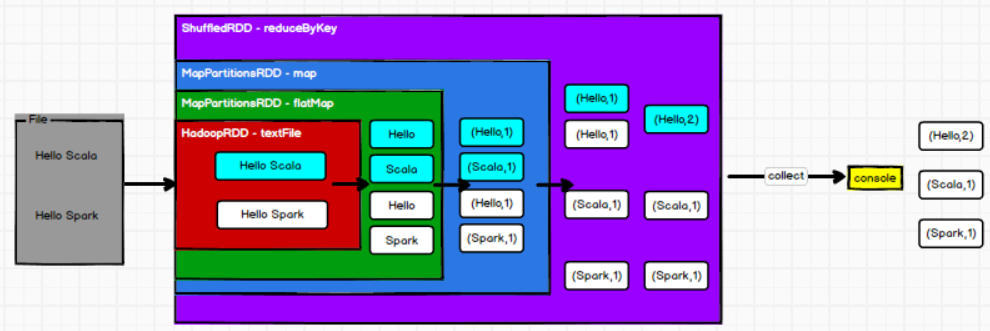 ShuffledRDD - reduceByKey
MapPartitionsRDD - map
MapPartitionsRDD - flatMap
HadoopRDD - textFile
File
Hello Scala
Hello Spark
Hello Scala
Hello Spark
Hello
Scala
Hello
Spark
(Hello,1)
(Scala,1)
(Hello,1)
(Spark,1)
(Hello,1)
(Hello,1)
(Scala,1)
(Spark,1)
(Hello,2)
(Scala,1)
(Spark,1)
collect
console
(Hello,2)
(Scala,1)
(Spark,1)